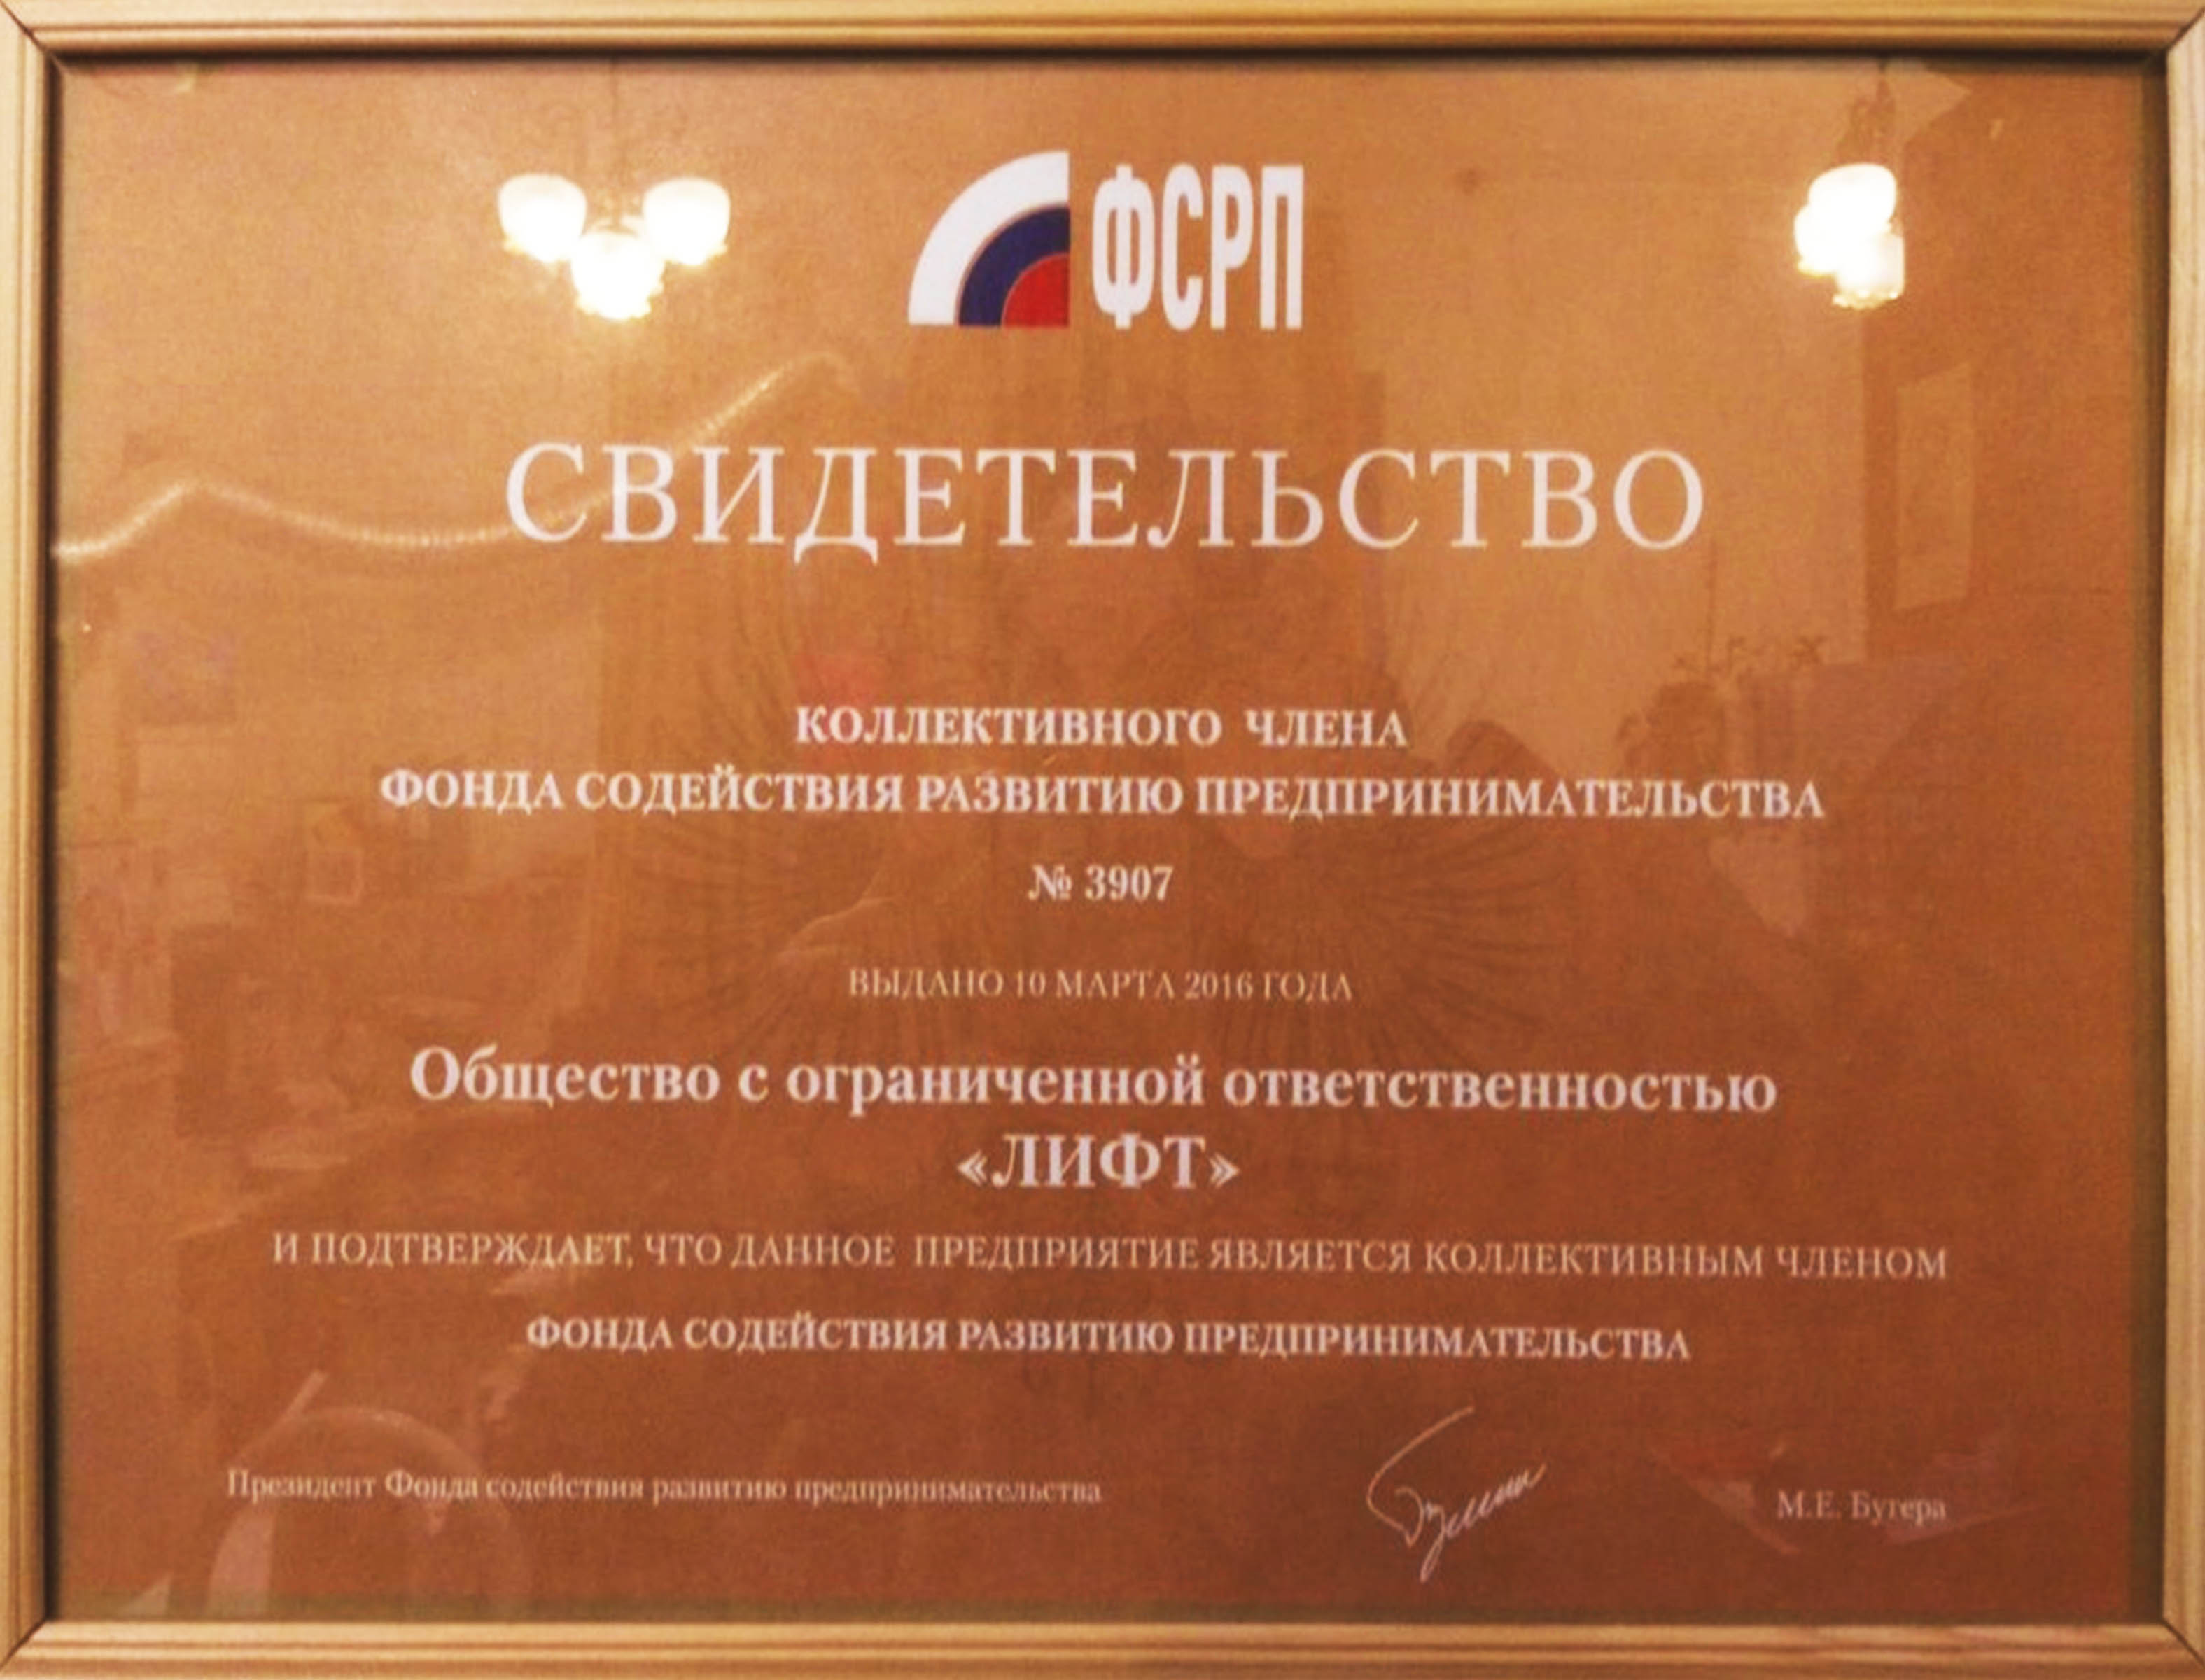 ФСРП
СВИДЕТЕЛЬСТВО
КОЛЛЕКТИВНОГО ЧЛЕНА
ФОНДА СОДЕЙСТВИЯ РАЗВИТИЮ ПРЕДПРИНИМАТЕЛЬСТВА
№ 3907
ВЫДАНО 10 МАРТА 2016 ГОДА
Общество с ограниченной ответственностью
«ЛИФТ»
И ПОДТВЕРЖДАЕТ, ЧТО ДАННОЕ ПРЕДПРИЯТИЕ ЯВЛЯЕТСЯ КОЛЛЕКТИВНЫМ ЧЛЕНОМ
ФОНДА СОДЕЙСТВИЯ РАЗВИТИЮ ПРЕДПРИНИМАТЕЛЬСТВА
Президент Фонда содействия развитию предпринимательства
М.Е.